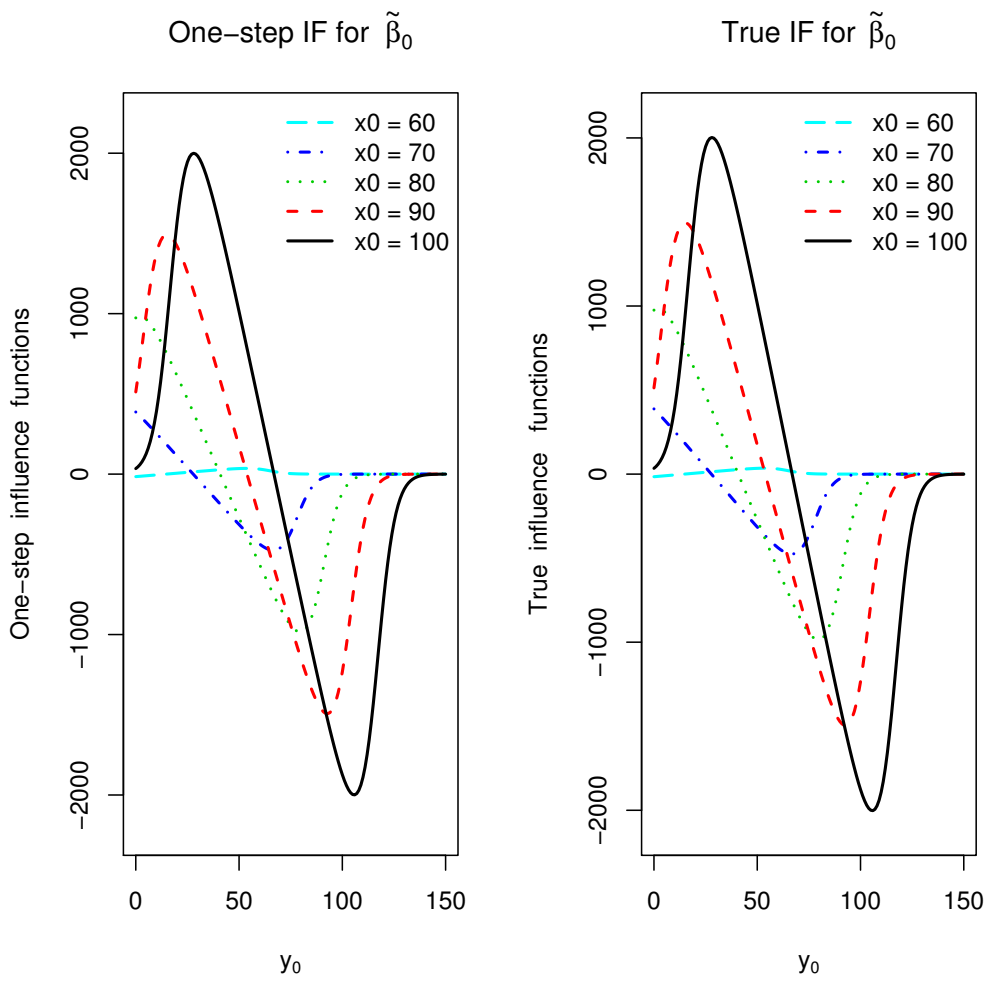 One−step IF for β̃₀
2000
1000
0
−1000
−2000
One−step influence functions
x0 = 60
x0 = 70
x0 = 80
x0 = 90
x0 = 100
0 50 100 150
y₀
True IF for β̃₀
2000
1000
0
−1000
−2000
True influence functions
x0 = 60
x0 = 70
x0 = 80
x0 = 90
x0 = 100
0 50 100 150
y₀